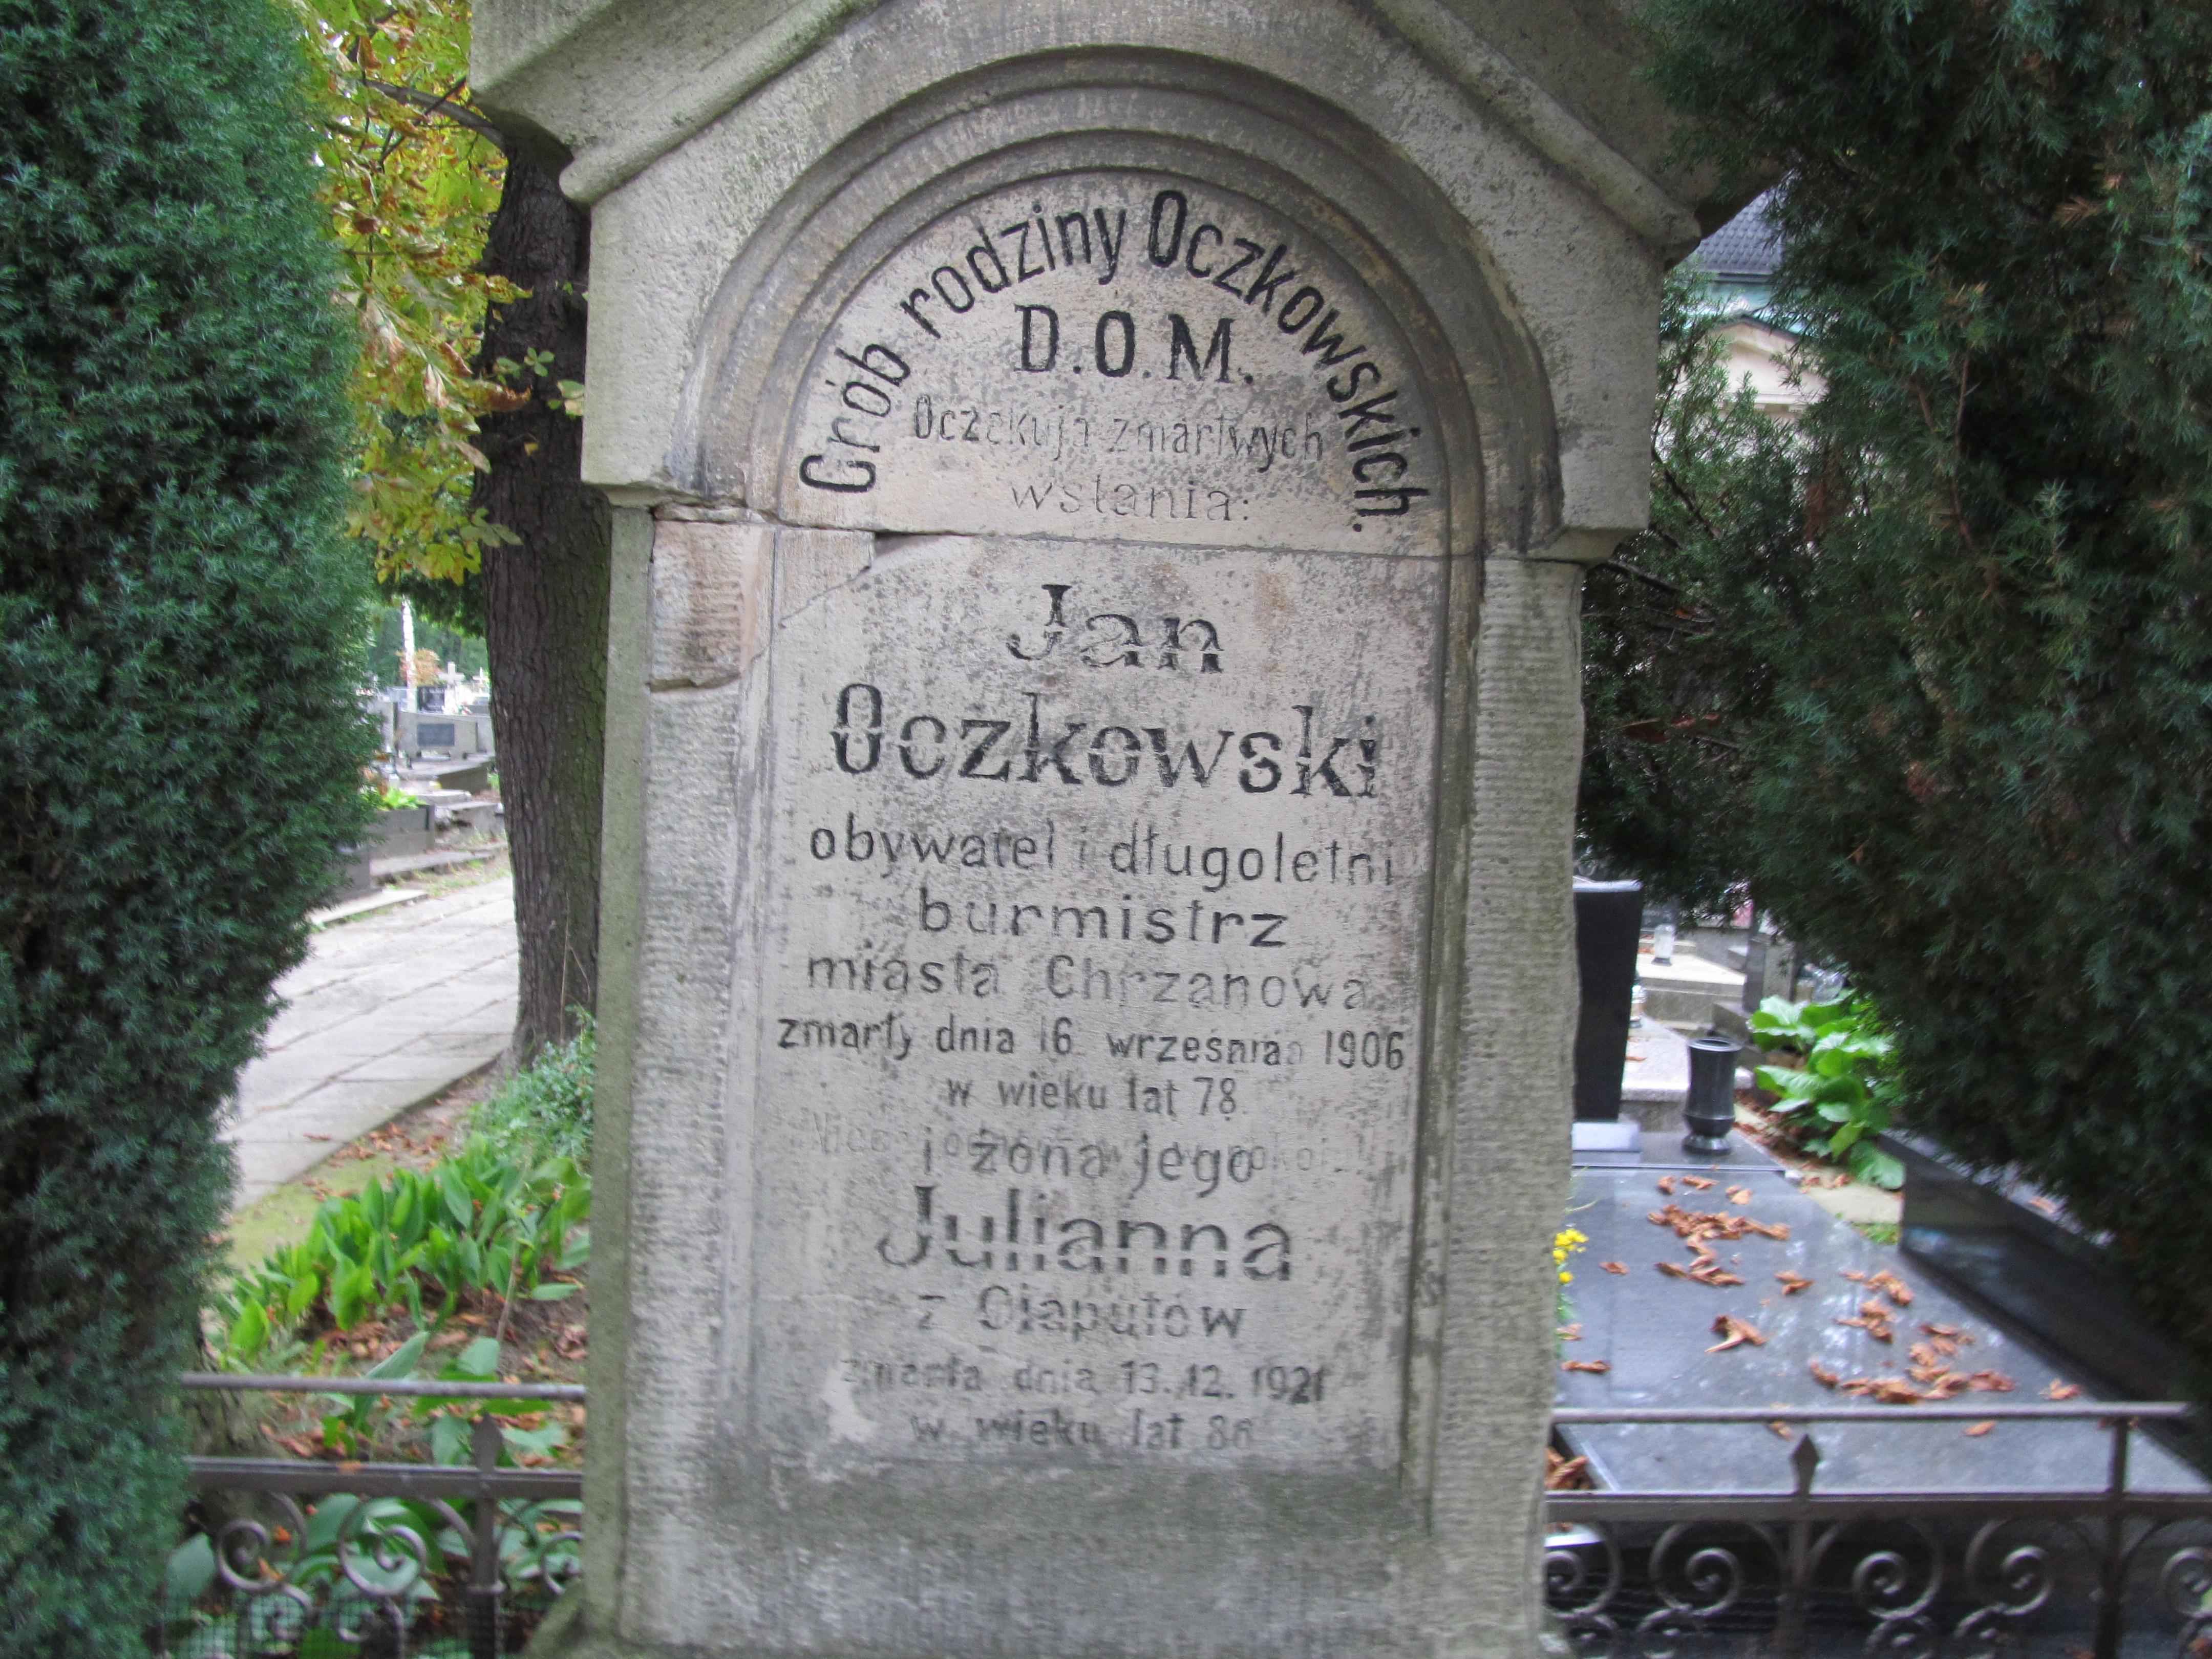 Grób rodziny Oczkowskich.
D.O.M.
Oczekują zmartwych
wstania:
Jan
Oczkowski
obywatel i długoletni
burmistrz
miasta Chrzanowa
zmarły dnia 16. września 1906
w wieku lat 78.
i żona jego
Julianna
z
zmarła dnia 13.12. 1921
w wieku lat 86